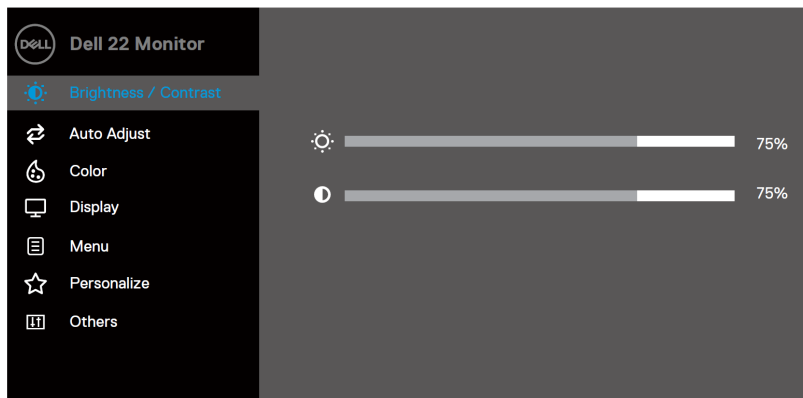 DELL
Dell 22 Monitor
Brightness / Contrast
Auto Adjust
75%
Color
Display
75%
Menu
Personalize
Others